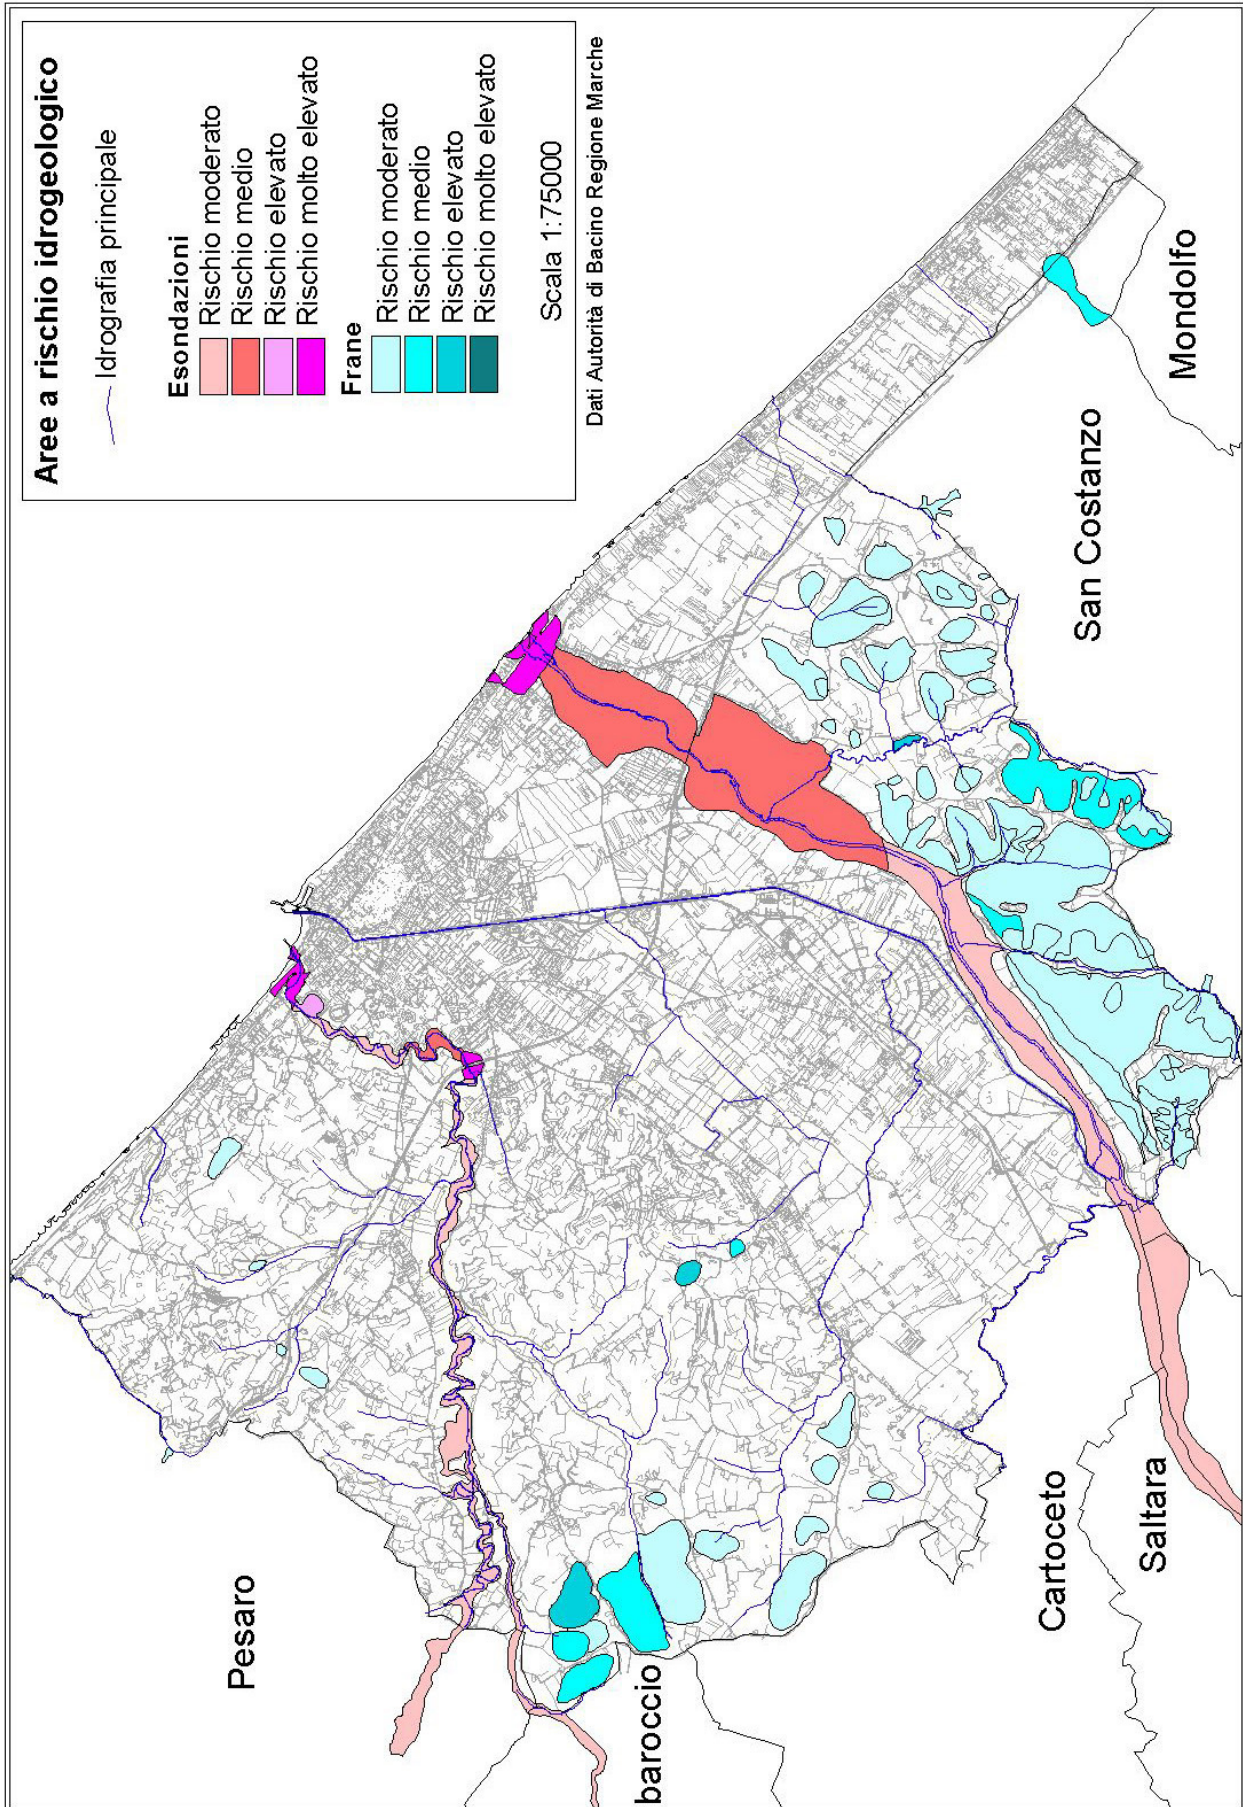 Aree a rischio idrogeologico
Idrografia principale
Esondazioni
Rischio moderato
Rischio medio
Rischio elevato
Rischio molto elevato
Frane
Rischio moderato
Rischio medio
Rischio elevato
Rischio molto elevato
Scala 1:75000
Dati Autorità di Bacino Regione Marche
Pesaro
baroccio
Cartoceto
Saltara
San Costanzo
Mondolfo